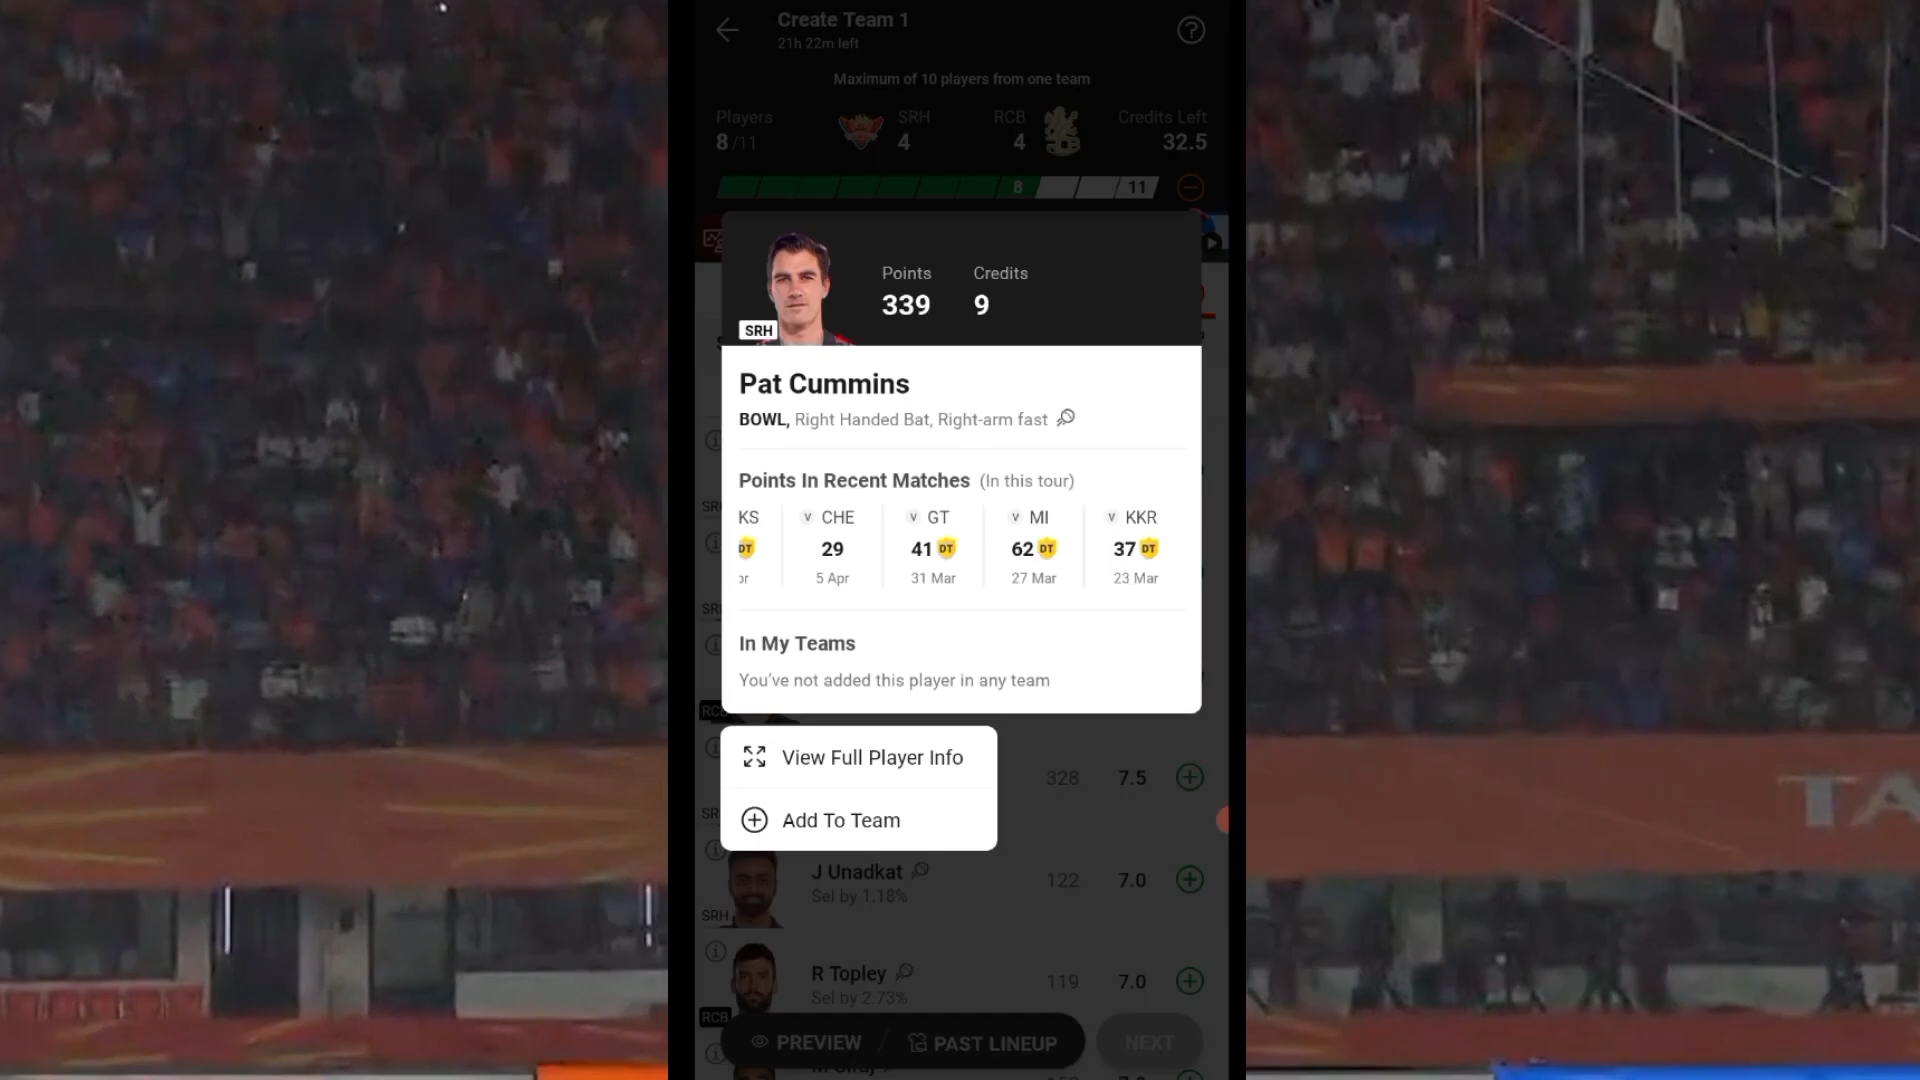 Create Team 1
21h 22m left
Maximum of 10 players from one team
Players SRH RCB Credits Left
8/11 4 4 32.5
8 11
Points Credits
339 9
SRH
Pat Cummins
BOWL, Right Handed Bat, Right-arm fast
Points In Recent Matches (In this tour)
KS v CHE v GT v MI v KKR
DT 29 41 DT 62 DT 37 DT
5 Apr 31 Mar 27 Mar 23 Mar
In My Teams
You've not added this player in any team
RCB
View Full Player Info
328 7.5
Add To Team
J Unadkat
122 7.0
Sel by 1.18%
SRH
R Topley
119 7.0
Sel by 2.73%
RCB
PREVIEW PAST LINEUP NEXT
TA